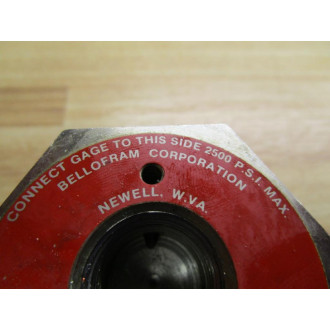 CONNECT GAGE TO THIS SIDE 2500 P.S.I. MAX.
BELLOFRAM CORPORATION
NEWELL, W.VA.